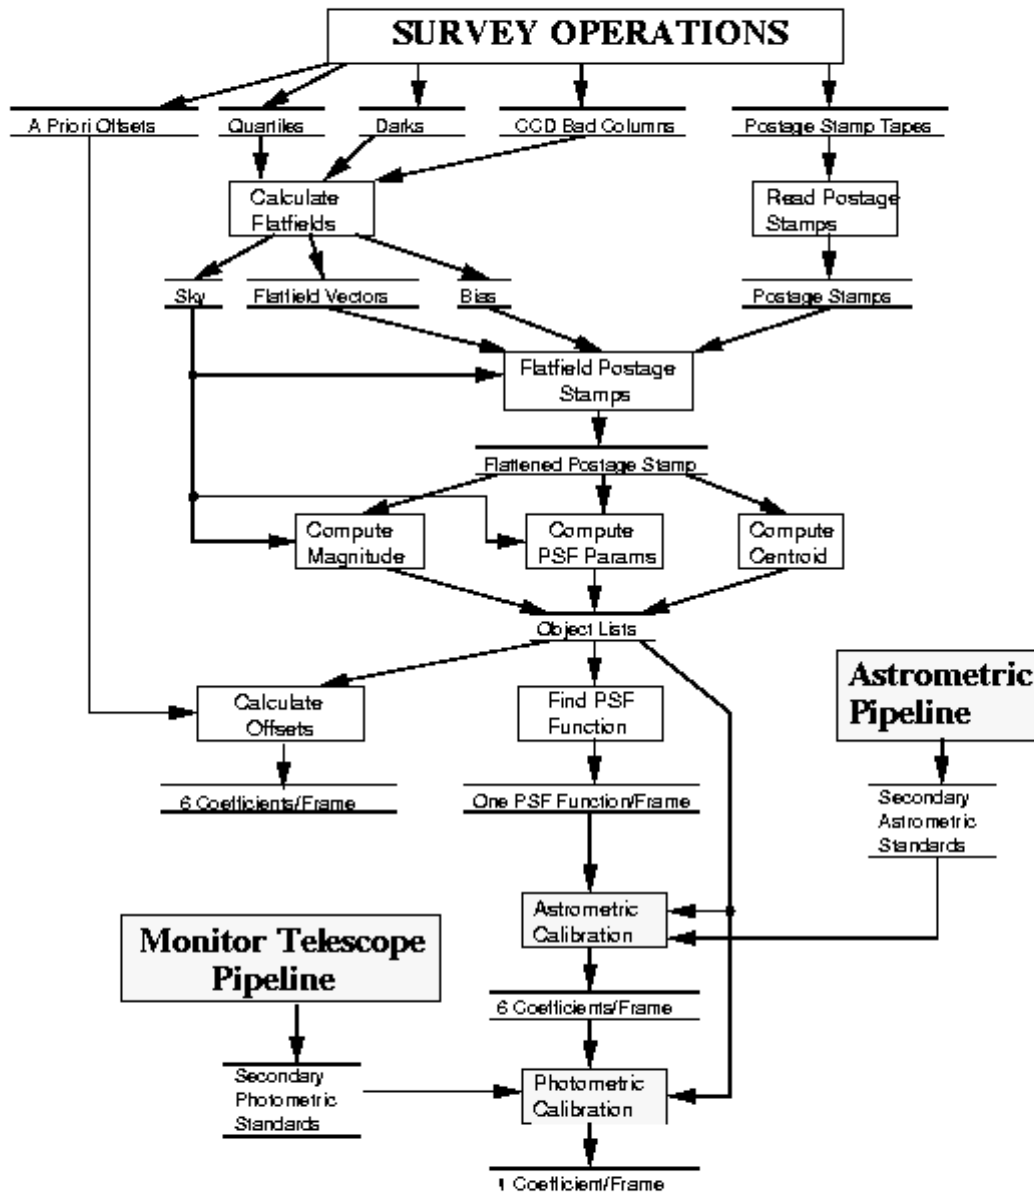 SURVEY OPERATIONS
A Priori Offsets
Quartiles
Darks
CCD Bad Columns
Postage Stamp Tapes
Calculate
Flatfields
Read Postage
Stamps
Sky
Flatfield Vectors
Bias
Postage Stamps
Flatfield Postage
Stamps
Flattened Postage Stamp
Compute
Magnitude
Compute
PSF Params
Compute
Centroid
Object Lists
Astrometric
Pipeline
Calculate
Offsets
Find PSF
Function
6 Coefficients/Frame
One PSF Function/Frame
Secondary
Astrometric
Standards
Astrometric
Calibration
Monitor Telescope
Pipeline
6 Coefficients/Frame
Secondary
Photometric
Standards
Photometric
Calibration
1 Coefficient/Frame